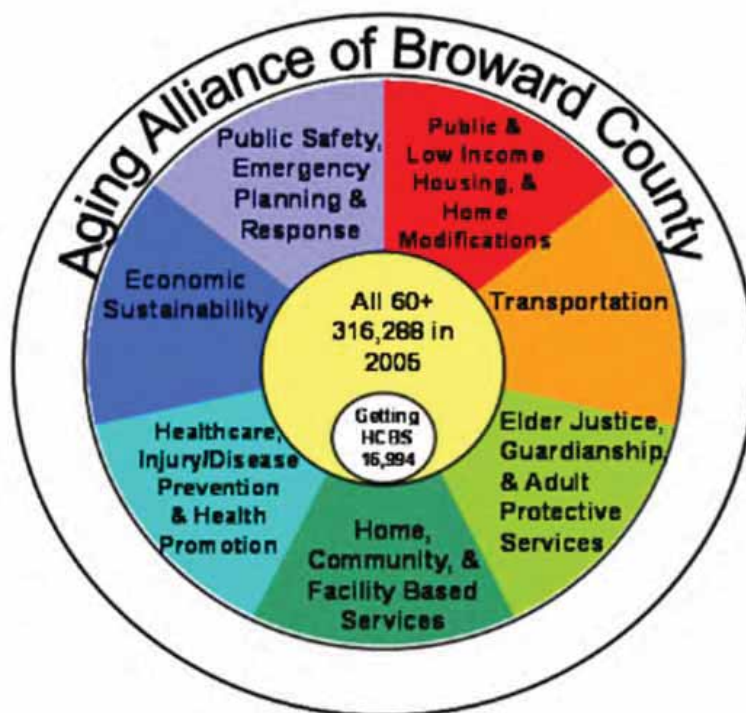 Aging Alliance of Broward County
Public Safety,
Emergency
Planning &
Response
Public &
Low Income
Housing, &
Home
Modifications
Transportation
Elder Justice,
Guardianship,
& Adult
Protective
Services
Home,
Community, &
Facility Based
Services
Healthcare,
Injury/Disease
Prevention
& Health
Promotion
Economic
Sustainability
All 60+
316,288 in
2005
Getting
HCBS
16,994